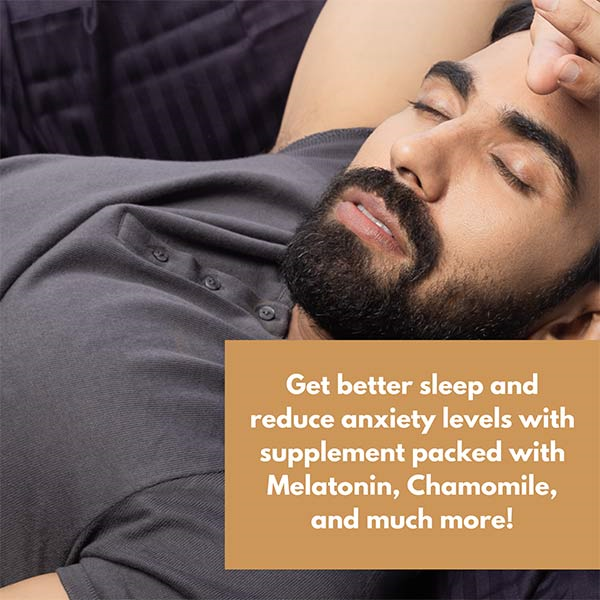 Get better sleep and
reduce anxiety levels with
supplement packed with
Melatonin, Chamomile,
and much more!